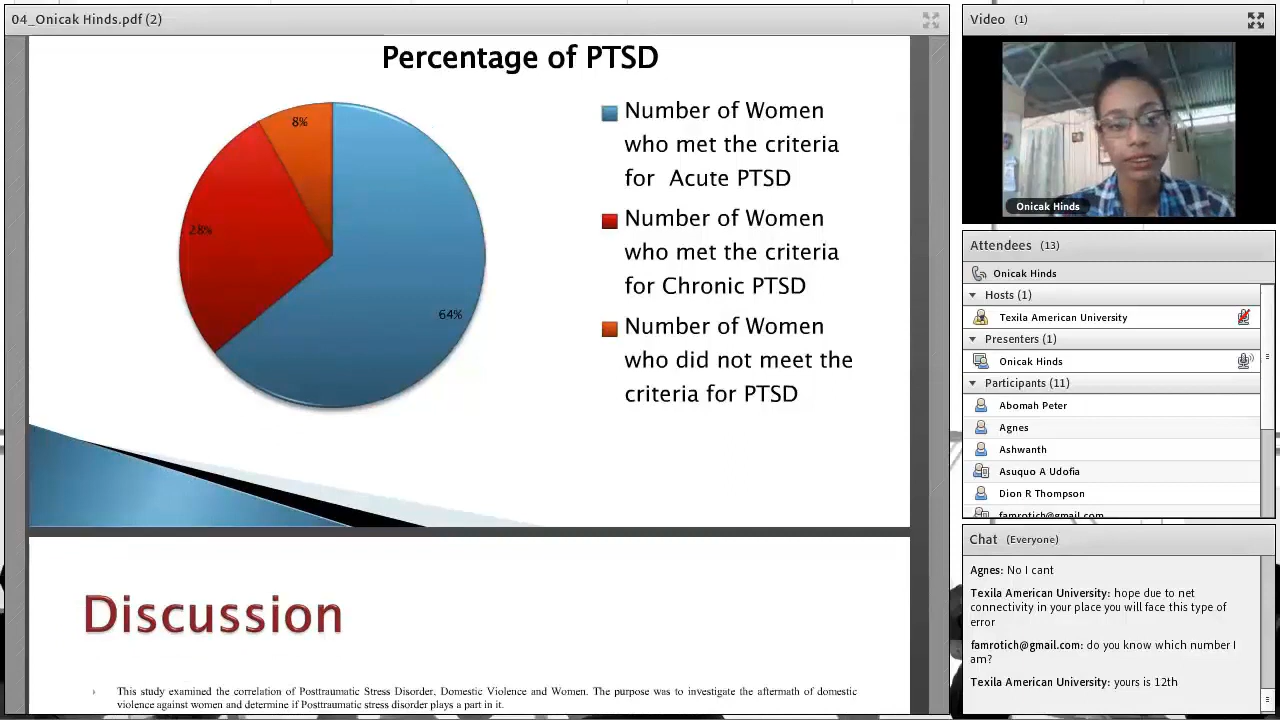 04_Onicak Hinds.pdf (2)
Percentage of PTSD
8%
28%
64%
Number of Women
who met the criteria
for  Acute PTSD
Number of Women
who met the criteria
for Chronic PTSD
Number of Women
who did not meet the
criteria for PTSD
Discussion
This study examined the correlation of Posttraumatic Stress Disorder, Domestic Violence and Women. The purpose was to investigate the aftermath of domestic
violence against women and determine if Posttraumatic stress disorder plays a part in it.
Video (1)
Onicak Hinds
Attendees (13)
Onicak Hinds
Hosts (1)
Texila American University
Presenters (1)
Onicak Hinds
Participants (11)
Abomah Peter
Agnes
Ashwanth
Asuquo A Udofia
Dion R Thompson
famrotich@gmail.com
Chat (Everyone)
Agnes: No I cant
Texila American University: hope due to net
connectivity in your place you will face this type of
error
famrotich@gmail.com: do you know which number I
am?
Texila American University: yours is 12th